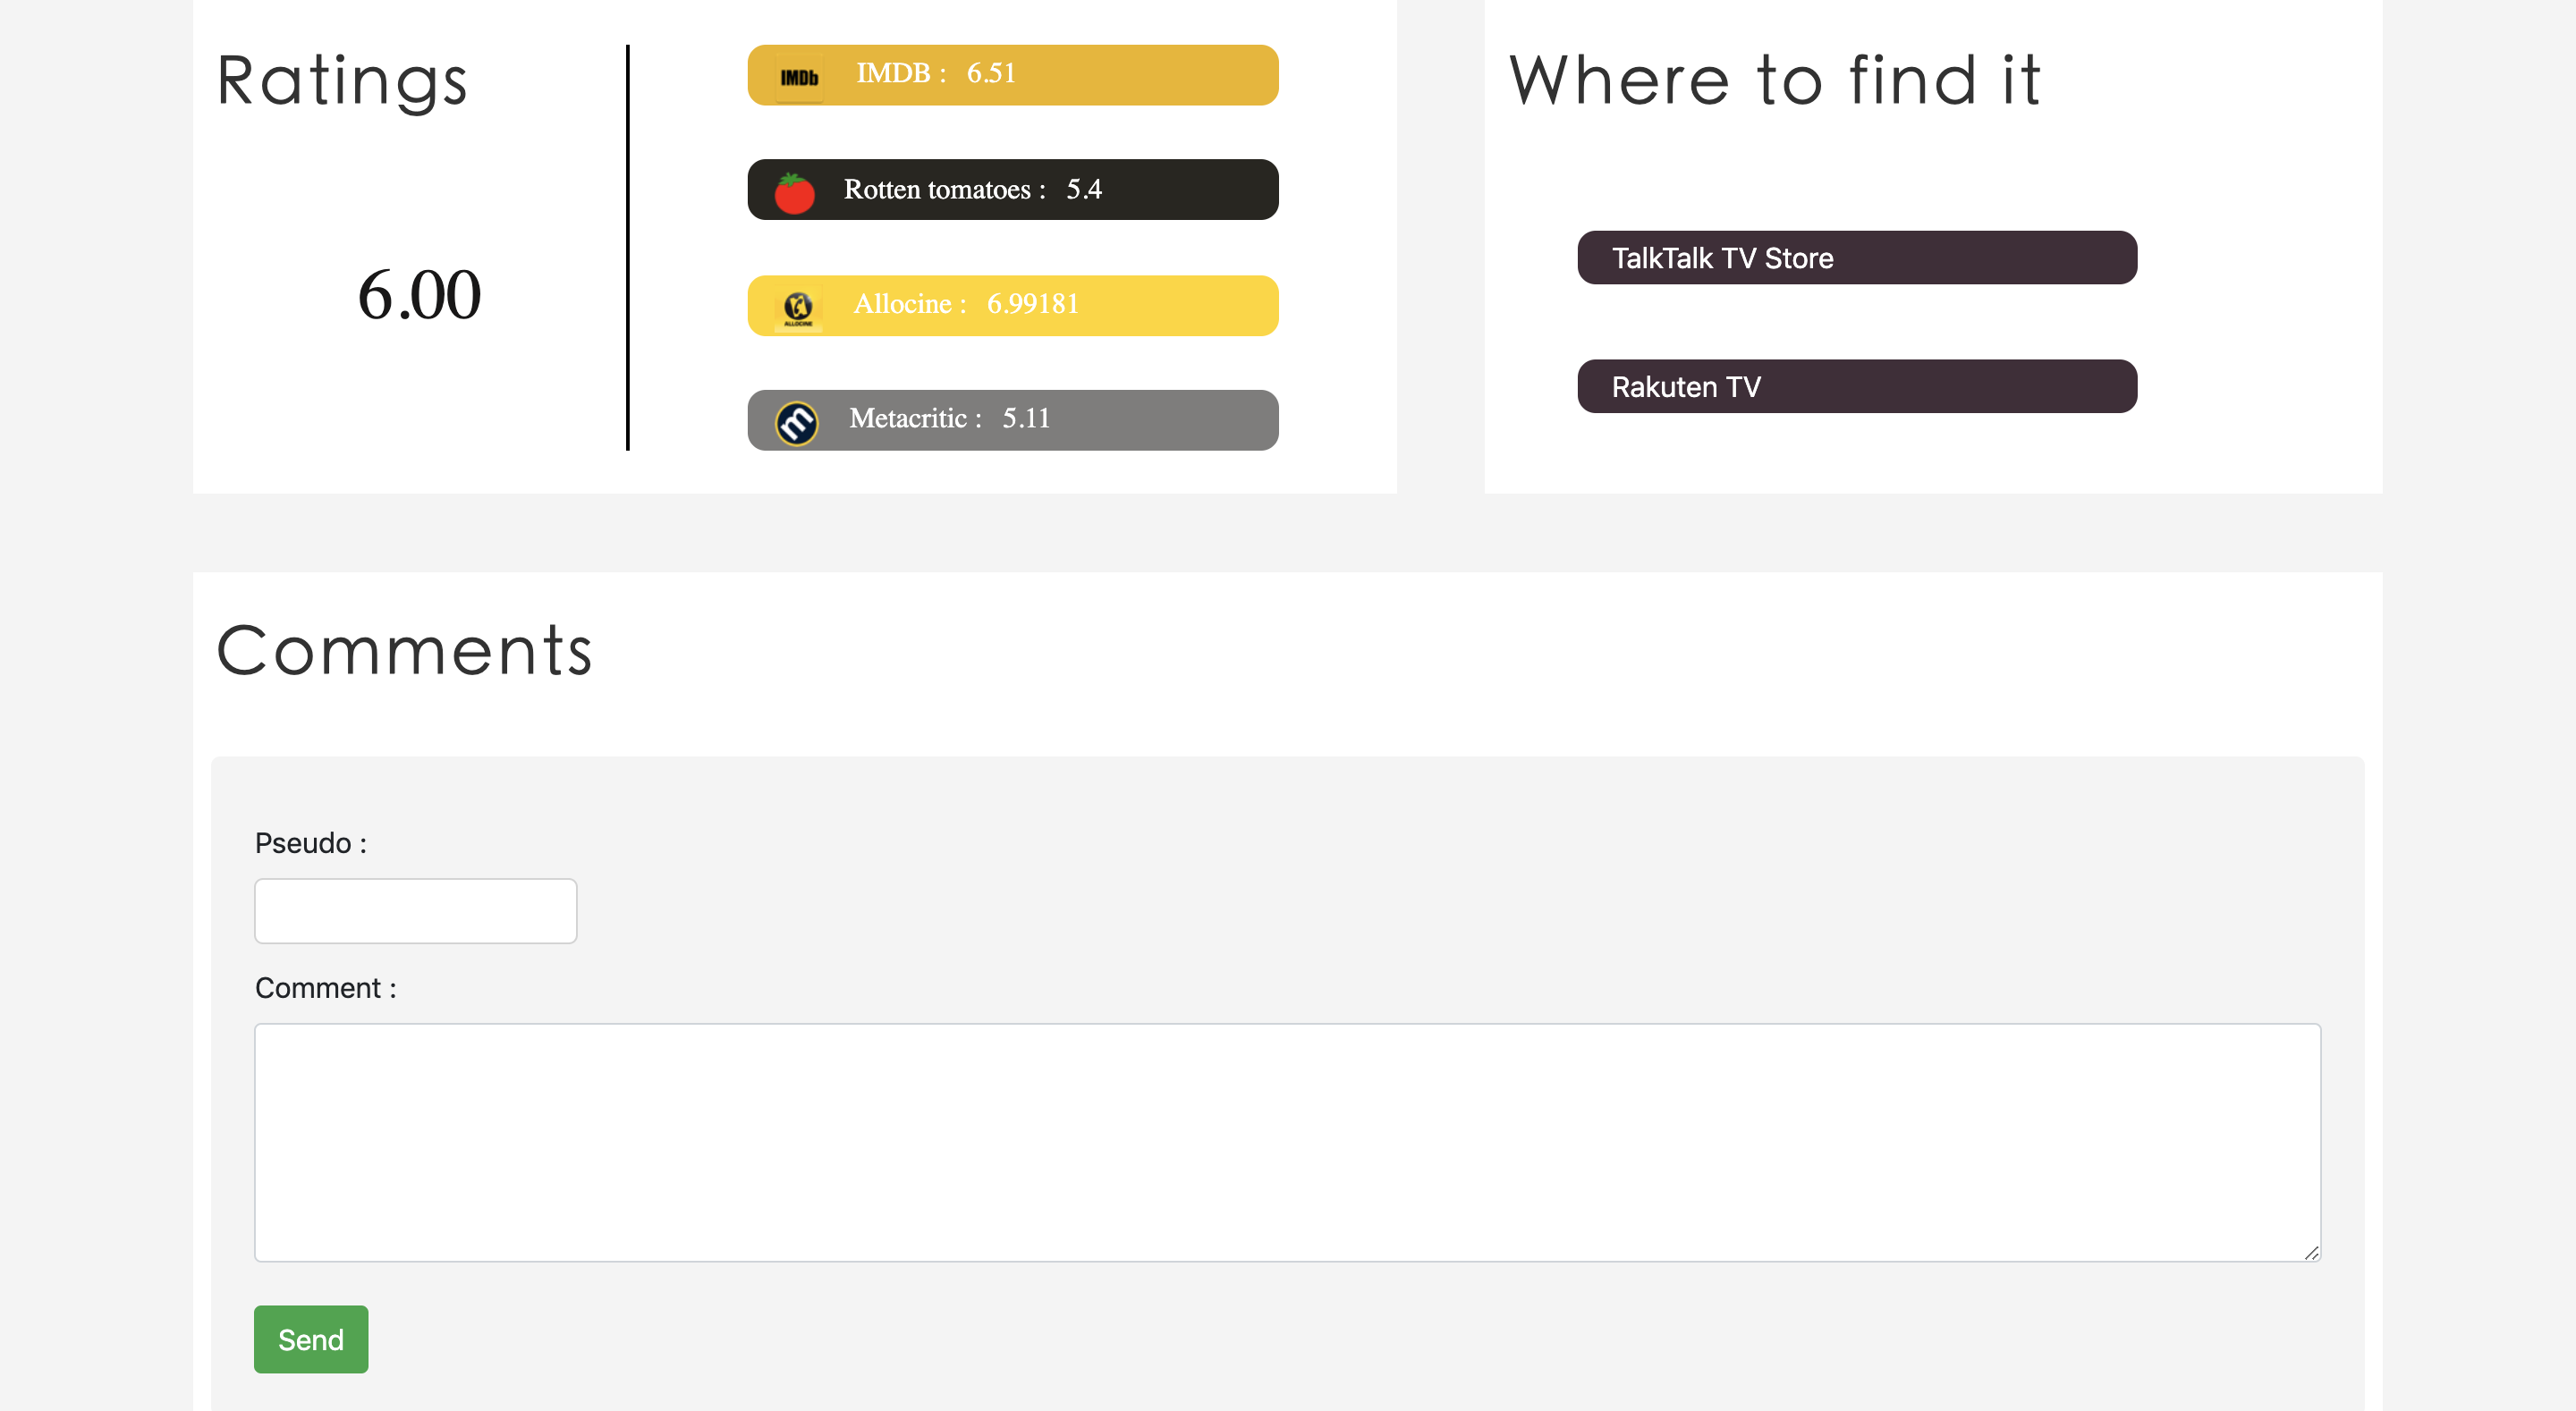 Ratings
6.00
IMDb IMDB : 6.51
Rotten tomatoes : 5.4
ALLOCINE Allocine : 6.99181
m Metacritic : 5.11
Where to find it
TalkTalk TV Store
Rakuten TV
Comments
Pseudo :
Comment :
Send